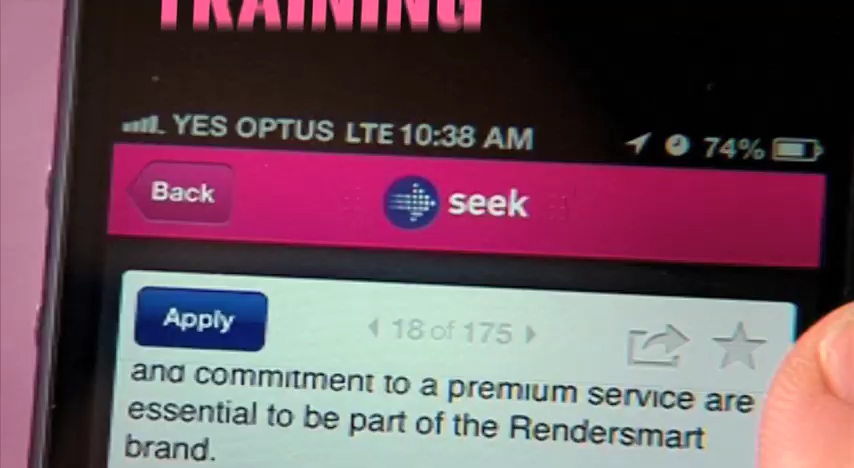 TRAINING
YES OPTUS LTE 10:38 AM 74%
Back seek
Apply 18 of 175
and commitment to a premium service are
essential to be part of the Rendersmart
brand.